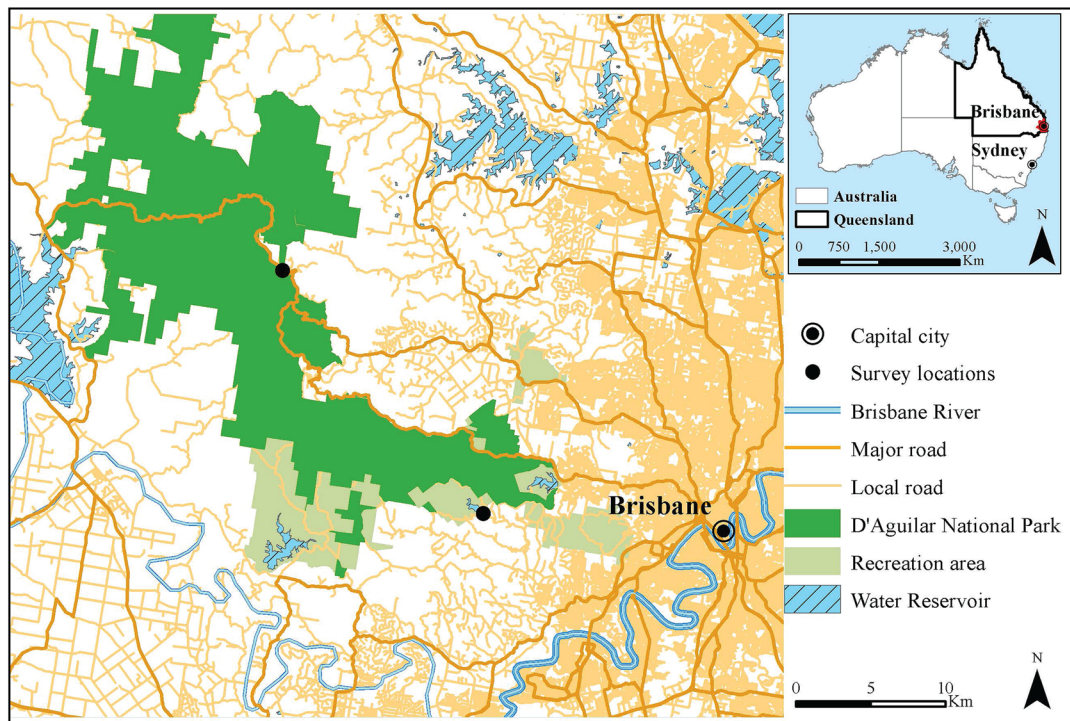 Brisbane
Brisbane
Sydney
Australia
Queensland
N
0 750 1,500 3,000
Km
Capital city
Survey locations
Brisbane River
Major road
Local road
D'Aguilar National Park
Recreation area
Water Reservoir
0 5 10
Km
N